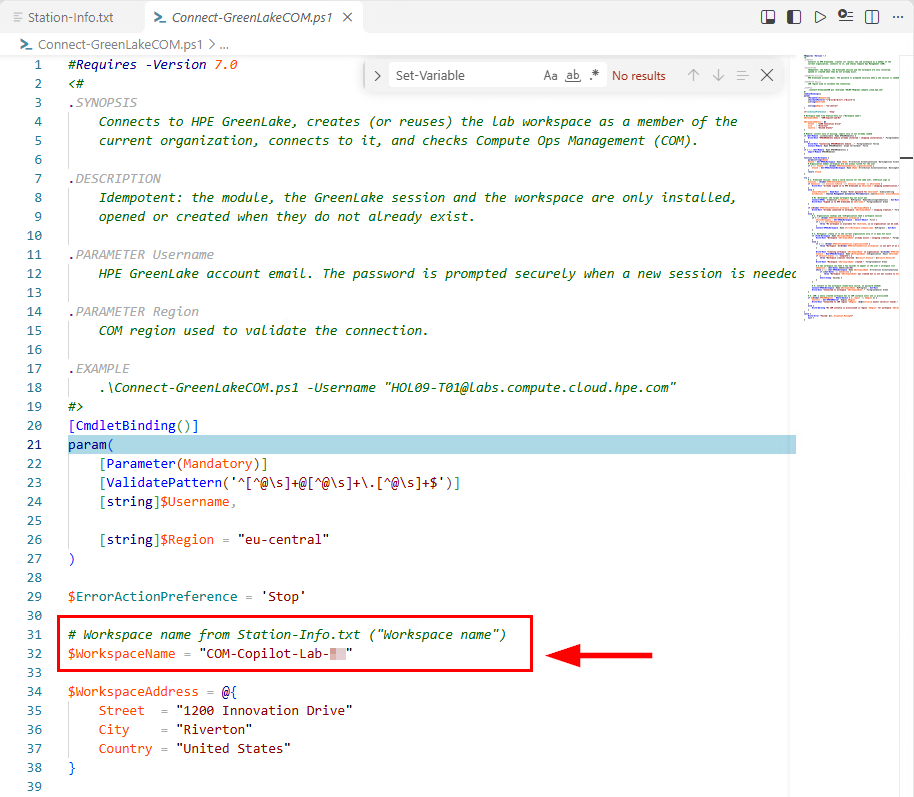 Station-Info.txt
Connect-GreenLakeCOM.ps1
Connect-GreenLakeCOM.ps1 > ...
Set-Variable
Aa ab .* No results
1 #Requires -Version 7.0
2 <#
3 .SYNOPSIS
4 Connects to HPE GreenLake, creates (or reuses) the lab workspace as a member of the
5 current organization, connects to it, and checks Compute Ops Management (COM).
6
7 .DESCRIPTION
8 Idempotent: the module, the GreenLake session and the workspace are only installed,
9 opened or created when they do not already exist.
10
11 .PARAMETER Username
12 HPE GreenLake account email. The password is prompted securely when a new session is needed
13
14 .PARAMETER Region
15 COM region used to validate the connection.
16
17 .EXAMPLE
18 .\Connect-GreenLakeCOM.ps1 -Username "HOL09-T01@labs.compute.cloud.hpe.com"
19 #>
20 [CmdletBinding()]
21 param(
22 [Parameter(Mandatory)]
23 [ValidatePattern('^[^@\s]+@[^@\s]+\.[^@\s]+$')]
24 [string]$Username,
25
26 [string]$Region = "eu-central"
27 )
28
29 $ErrorActionPreference = 'Stop'
30
31 # Workspace name from Station-Info.txt ("Workspace name")
32 $WorkspaceName = "COM-Copilot-Lab-"
33
34 $WorkspaceAddress = @{
35 Street = "1200 Innovation Drive"
36 City = "Riverton"
37 Country = "United States"
38 }
39